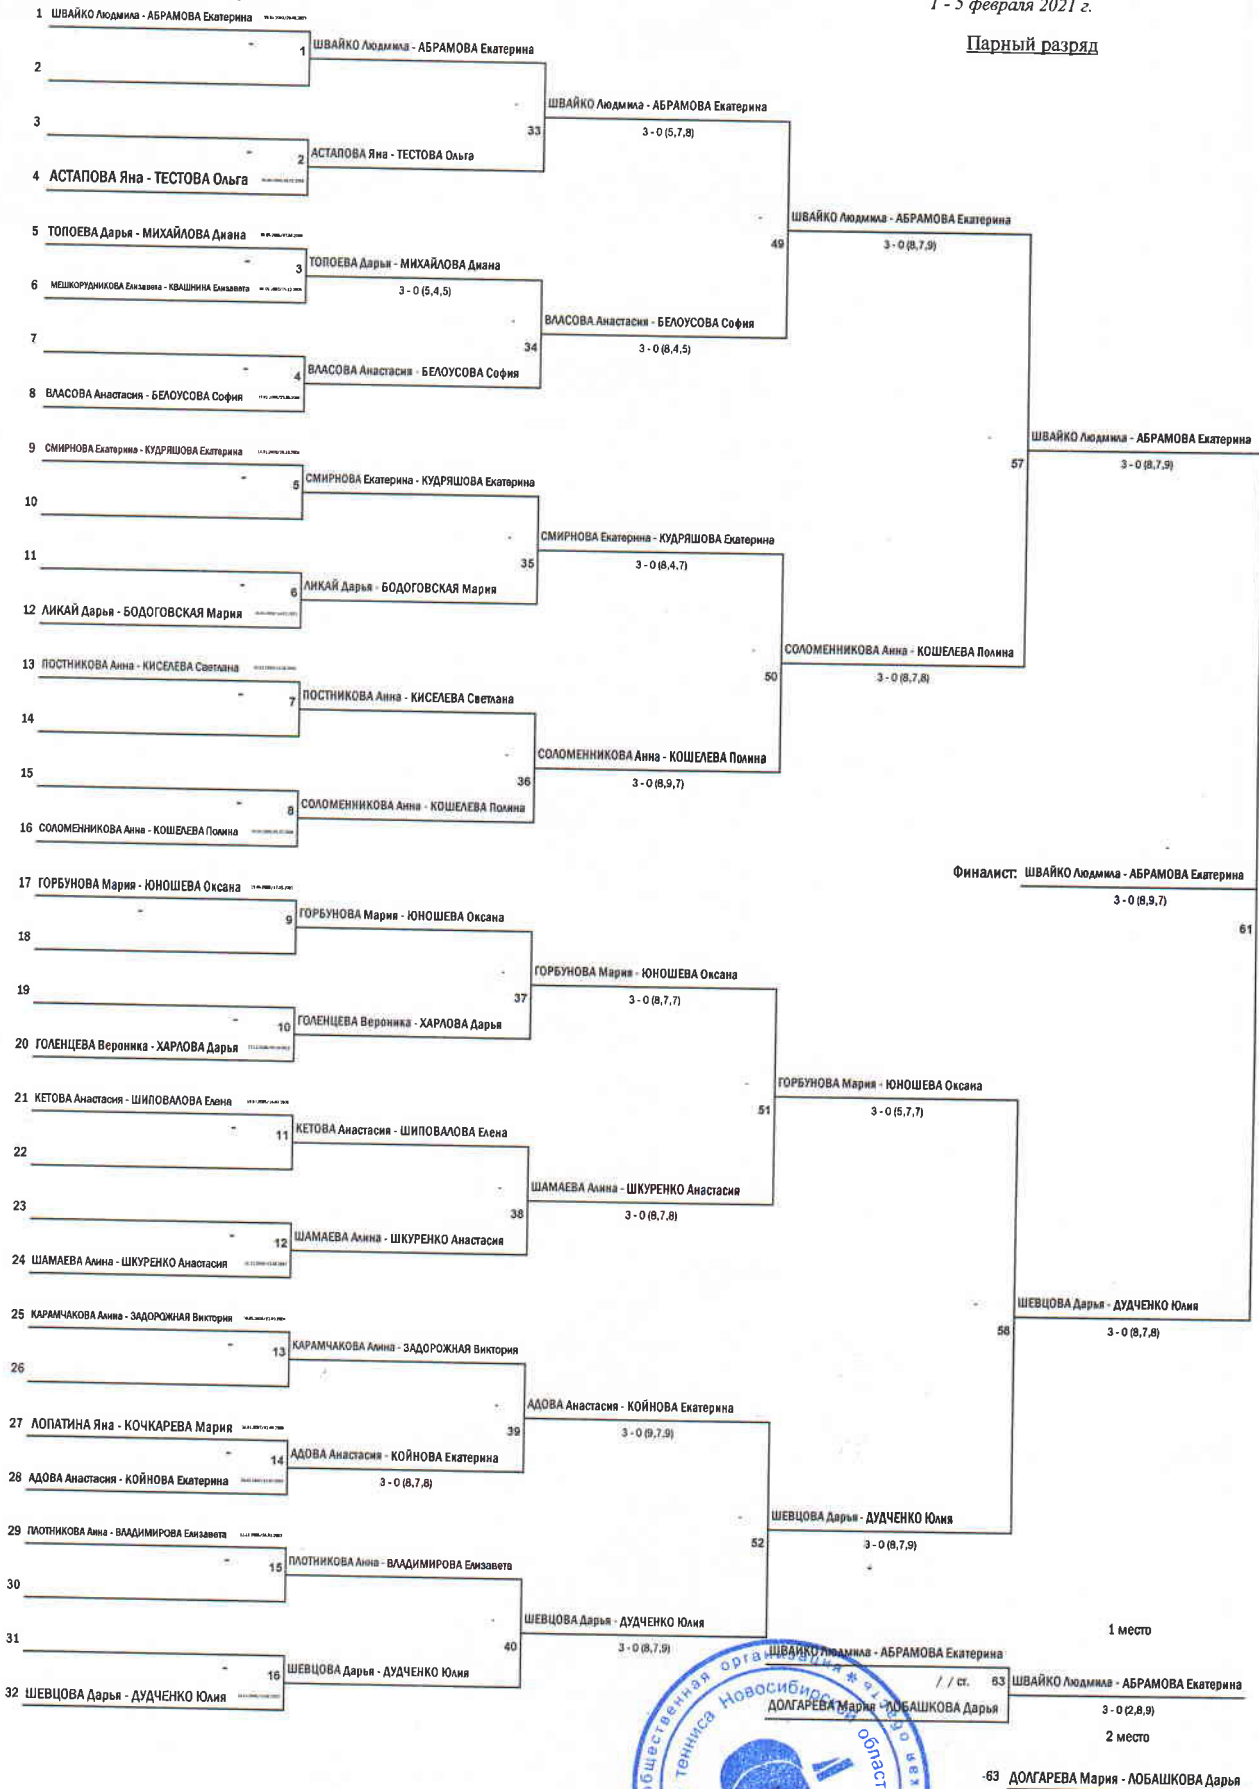 1 - 5 февраля 2021 г.
Парный разряд
1 ШВАЙКО Людмила - АБРАМОВА Екатерина
- 1 ШВАЙКО Людмила - АБРАМОВА Екатерина
2
- ШВАЙКО Людмила - АБРАМОВА Екатерина
33 3 - 0 (5,7,8)
3
- 2 АСТАПОВА Яна - ТЕСТОВА Ольга
4 АСТАПОВА Яна - ТЕСТОВА Ольга
- ШВАЙКО Людмила - АБРАМОВА Екатерина
49 3 - 0 (8,7,9)
5 ТОПОЕВА Дарья - МИХАЙЛОВА Диана
- 3 ТОПОЕВА Дарья - МИХАЙЛОВА Диана
6 МЕШКОРУДНИКОВА Елизавета - КВАШНИНА Елизавета
3 - 0 (5,4,5)
- ВЛАСОВА Анастасия - БЕЛОУСОВА София
34 3 - 0 (8,4,5)
7
- 4 ВЛАСОВА Анастасия - БЕЛОУСОВА София
8 ВЛАСОВА Анастасия - БЕЛОУСОВА София
- ШВАЙКО Людмила - АБРАМОВА Екатерина
57 3 - 0 (8,7,9)
9 СМИРНОВА Екатерина - КУДРЯШОВА Екатерина
- 5 СМИРНОВА Екатерина - КУДРЯШОВА Екатерина
10
- СМИРНОВА Екатерина - КУДРЯШОВА Екатерина
35 3 - 0 (8,4,7)
11
- 6 ЛИКАЙ Дарья - БОДОГОВСКАЯ Мария
12 ЛИКАЙ Дарья - БОДОГОВСКАЯ Мария
- СОЛОМЕННИКОВА Анна - КОШЕЛЕВА Полина
50 3 - 0 (8,7,8)
13 ПОСТНИКОВА Анна - КИСЕЛЕВА Светлана
- 7 ПОСТНИКОВА Анна - КИСЕЛЕВА Светлана
14
- СОЛОМЕННИКОВА Анна - КОШЕЛЕВА Полина
36 3 - 0 (8,9,7)
15
- 8 СОЛОМЕННИКОВА Анна - КОШЕЛЕВА Полина
16 СОЛОМЕННИКОВА Анна - КОШЕЛЕВА Полина
-
Финалист: ШВАЙКО Людмила - АБРАМОВА Екатерина
3 - 0 (8,9,7)
61
17 ГОРБУНОВА Мария - ЮНОШЕВА Оксана
- 9 ГОРБУНОВА Мария - ЮНОШЕВА Оксана
18
- ГОРБУНОВА Мария - ЮНОШЕВА Оксана
37 3 - 0 (8,7,7)
19
- 10 ГОЛЕНЦЕВА Вероника - ХАРЛОВА Дарья
20 ГОЛЕНЦЕВА Вероника - ХАРЛОВА Дарья
- ГОРБУНОВА Мария - ЮНОШЕВА Оксана
51 3 - 0 (5,7,7)
21 КЕТОВА Анастасия - ШИПОВАЛОВА Елена
- 11 КЕТОВА Анастасия - ШИПОВАЛОВА Елена
22
- ШАМАЕВА Алина - ШКУРЕНКО Анастасия
38 3 - 0 (8,7,8)
23
- 12 ШАМАЕВА Алина - ШКУРЕНКО Анастасия
24 ШАМАЕВА Алина - ШКУРЕНКО Анастасия
- ШЕВЦОВА Дарья - ДУДЧЕНКО Юлия
58 3 - 0 (8,7,8)
25 КАРАМЧАКОВА Алина - ЗАДОРОЖНАЯ Виктория
- 13 КАРАМЧАКОВА Алина - ЗАДОРОЖНАЯ Виктория
26
- АДОВА Анастасия - КОЙНОВА Екатерина
39 3 - 0 (9,7,9)
27 ЛОПАТИНА Яна - КОЧКАРЕВА Мария
- 14 АДОВА Анастасия - КОЙНОВА Екатерина
28 АДОВА Анастасия - КОЙНОВА Екатерина
3 - 0 (8,7,8)
- ШЕВЦОВА Дарья - ДУДЧЕНКО Юлия
52 3 - 0 (8,7,9)
29 ПЛОТНИКОВА Анна - ВЛАДИМИРОВА Елизавета
- 15 ПЛОТНИКОВА Анна - ВЛАДИМИРОВА Елизавета
30
- ШЕВЦОВА Дарья - ДУДЧЕНКО Юлия
40 3 - 0 (8,7,9)
31
- 16 ШЕВЦОВА Дарья - ДУДЧЕНКО Юлия
32 ШЕВЦОВА Дарья - ДУДЧЕНКО Юлия
1 место
ШВАЙКО Людмила - АБРАМОВА Екатерина
/ / ст. 63 ШВАЙКО Людмила - АБРАМОВА Екатерина
ДОЛГАРЕВА Мария - ЛОБАШКОВА Дарья
3 - 0 (2,8,9)
2 место
-63 ДОЛГАРЕВА Мария - ЛОБАШКОВА Дарья
общественная организация
тенниса Новосибирской област